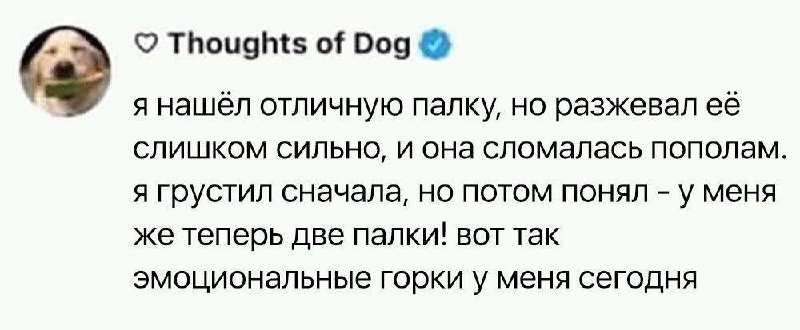 ♡ Thoughts of Dog
я нашёл отличную палку, но разжевал её
слишком сильно, и она сломалась пополам.
я грустил сначала, но потом понял - у меня
же теперь две палки! вот так
эмоциональные горки у меня сегодня